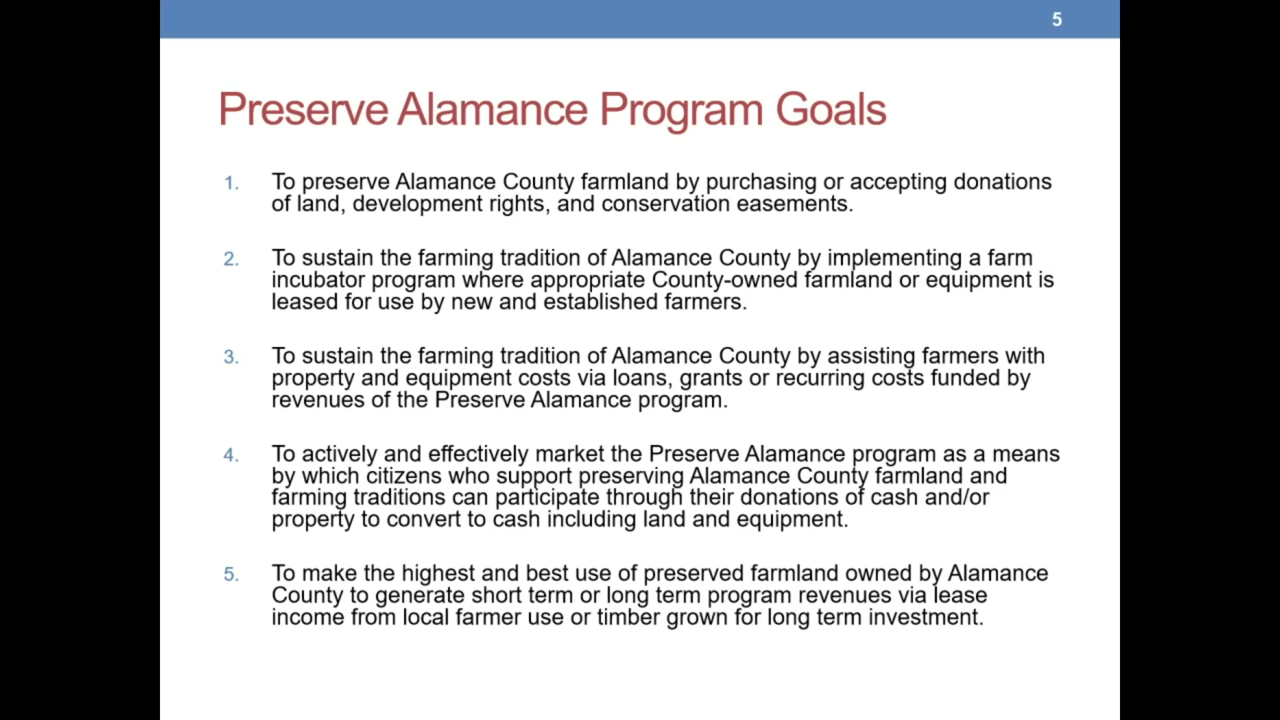 5
Preserve Alamance Program Goals
1. To preserve Alamance County farmland by purchasing or accepting donations
of land, development rights, and conservation easements.
2. To sustain the farming tradition of Alamance County by implementing a farm
incubator program where appropriate County-owned farmland or equipment is
leased for use by new and established farmers.
3. To sustain the farming tradition of Alamance County by assisting farmers with
property and equipment costs via loans, grants or recurring costs funded by
revenues of the Preserve Alamance program.
4. To actively and effectively market the Preserve Alamance program as a means
by which citizens who support preserving Alamance County farmland and
farming traditions can participate through their donations of cash and/or
property to convert to cash including land and equipment.
5. To make the highest and best use of preserved farmland owned by Alamance
County to generate short term or long term program revenues via lease
income from local farmer use or timber grown for long term investment.